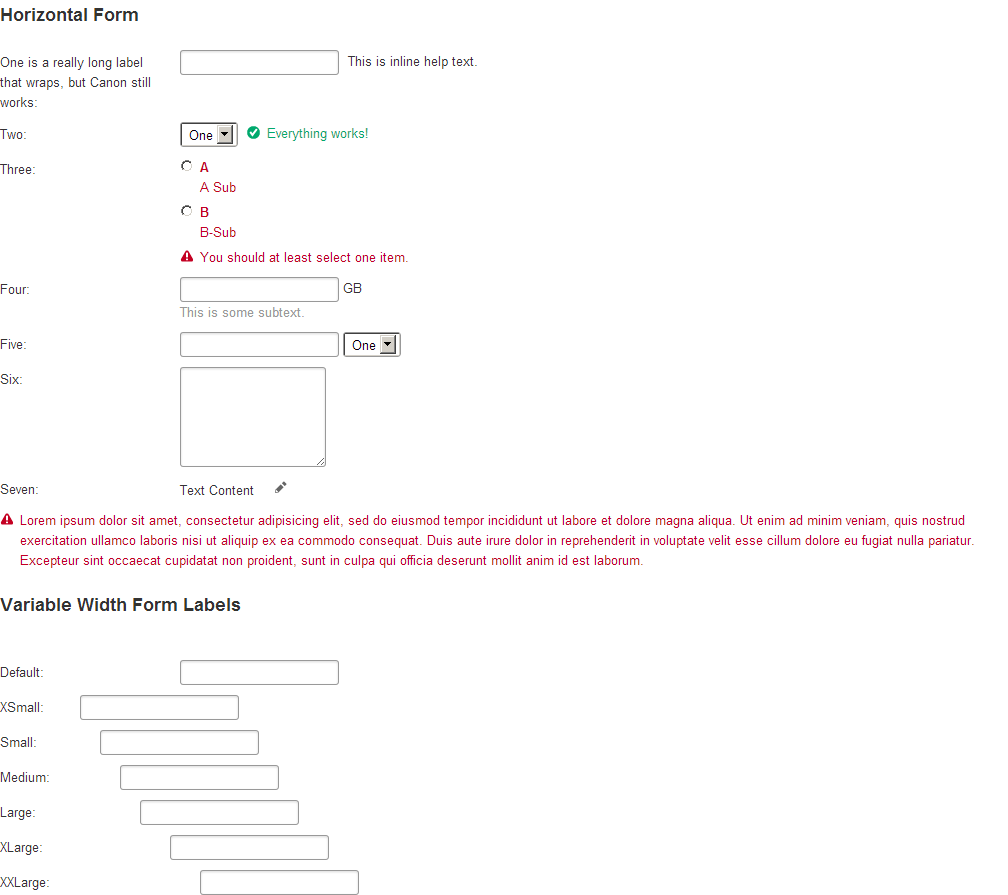 Horizontal Form
One is a really long label
that wraps, but Canon still
works:
This is inline help text.
Two:
One
Everything works!
Three:
A
A Sub
B
B-Sub
You should at least select one item.
Four:
GB
This is some subtext.
Five:
One
Six:
Seven:
Text Content
Lorem ipsum dolor sit amet, consectetur adipisicing elit, sed do eiusmod tempor incididunt ut labore et dolore magna aliqua. Ut enim ad minim veniam, quis nostrud
exercitation ullamco laboris nisi ut aliquip ex ea commodo consequat. Duis aute irure dolor in reprehenderit in voluptate velit esse cillum dolore eu fugiat nulla pariatur.
Excepteur sint occaecat cupidatat non proident, sunt in culpa qui officia deserunt mollit anim id est laborum.
Variable Width Form Labels
Default:
XSmall:
Small:
Medium:
Large:
XLarge:
XXLarge: